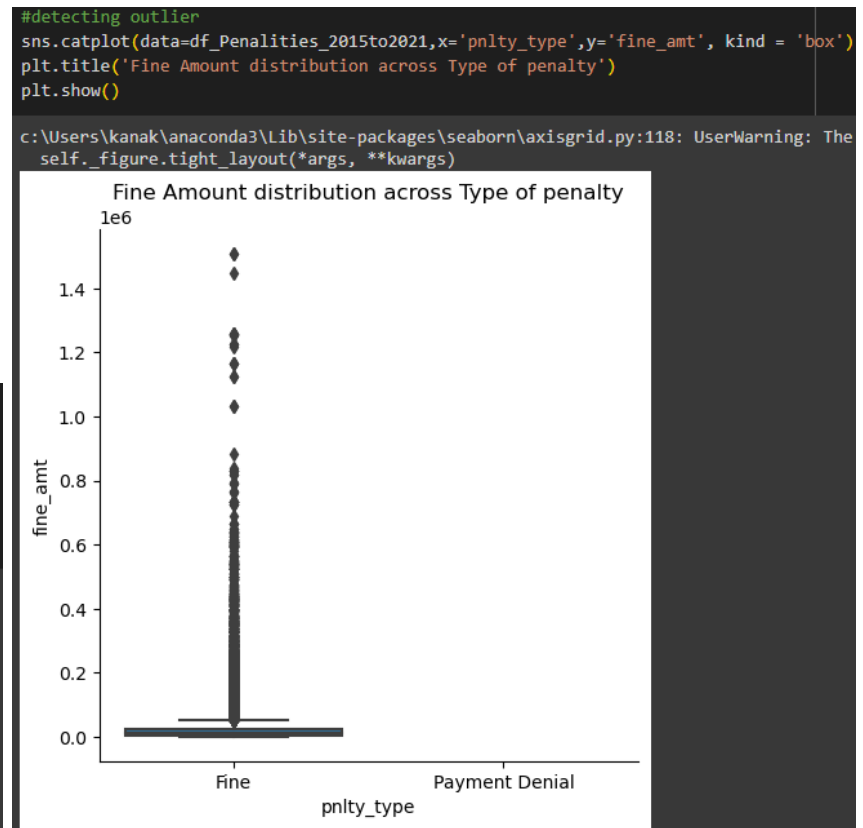 #detecting outlier
sns.catplot(data=df_Penalities_2015to2021,x='pnlty_type',y='fine_amt', kind = 'box')
plt.title('Fine Amount distribution across Type of penalty')
plt.show()
c:\Users\kanak\anaconda3\Lib\site-packages\seaborn\axisgrid.py:118: UserWarning: The
self._figure.tight_layout(*args, **kwargs)
Fine Amount distribution across Type of penalty
1e6
1.4
1.2
1.0
0.8
0.6
0.4
0.2
0.0
fine_amt
Fine
Payment Denial
pnlty_type